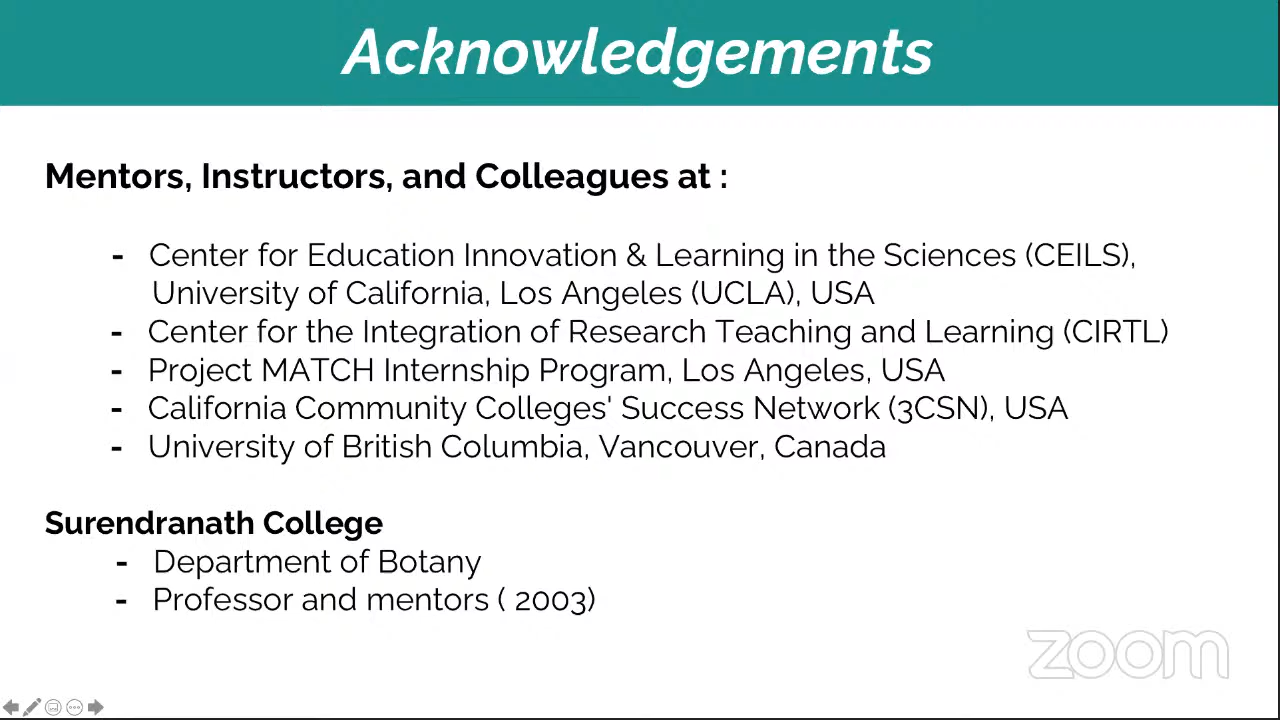 Acknowledgements
Mentors, Instructors, and Colleagues at :
- Center for Education Innovation & Learning in the Sciences (CEILS),
University of California, Los Angeles (UCLA), USA
- Center for the Integration of Research Teaching and Learning (CIRTL)
- Project MATCH Internship Program, Los Angeles, USA
- California Community Colleges' Success Network (3CSN), USA
- University of British Columbia, Vancouver, Canada
Surendranath College
- Department of Botany
- Professor and mentors ( 2003)
zoom